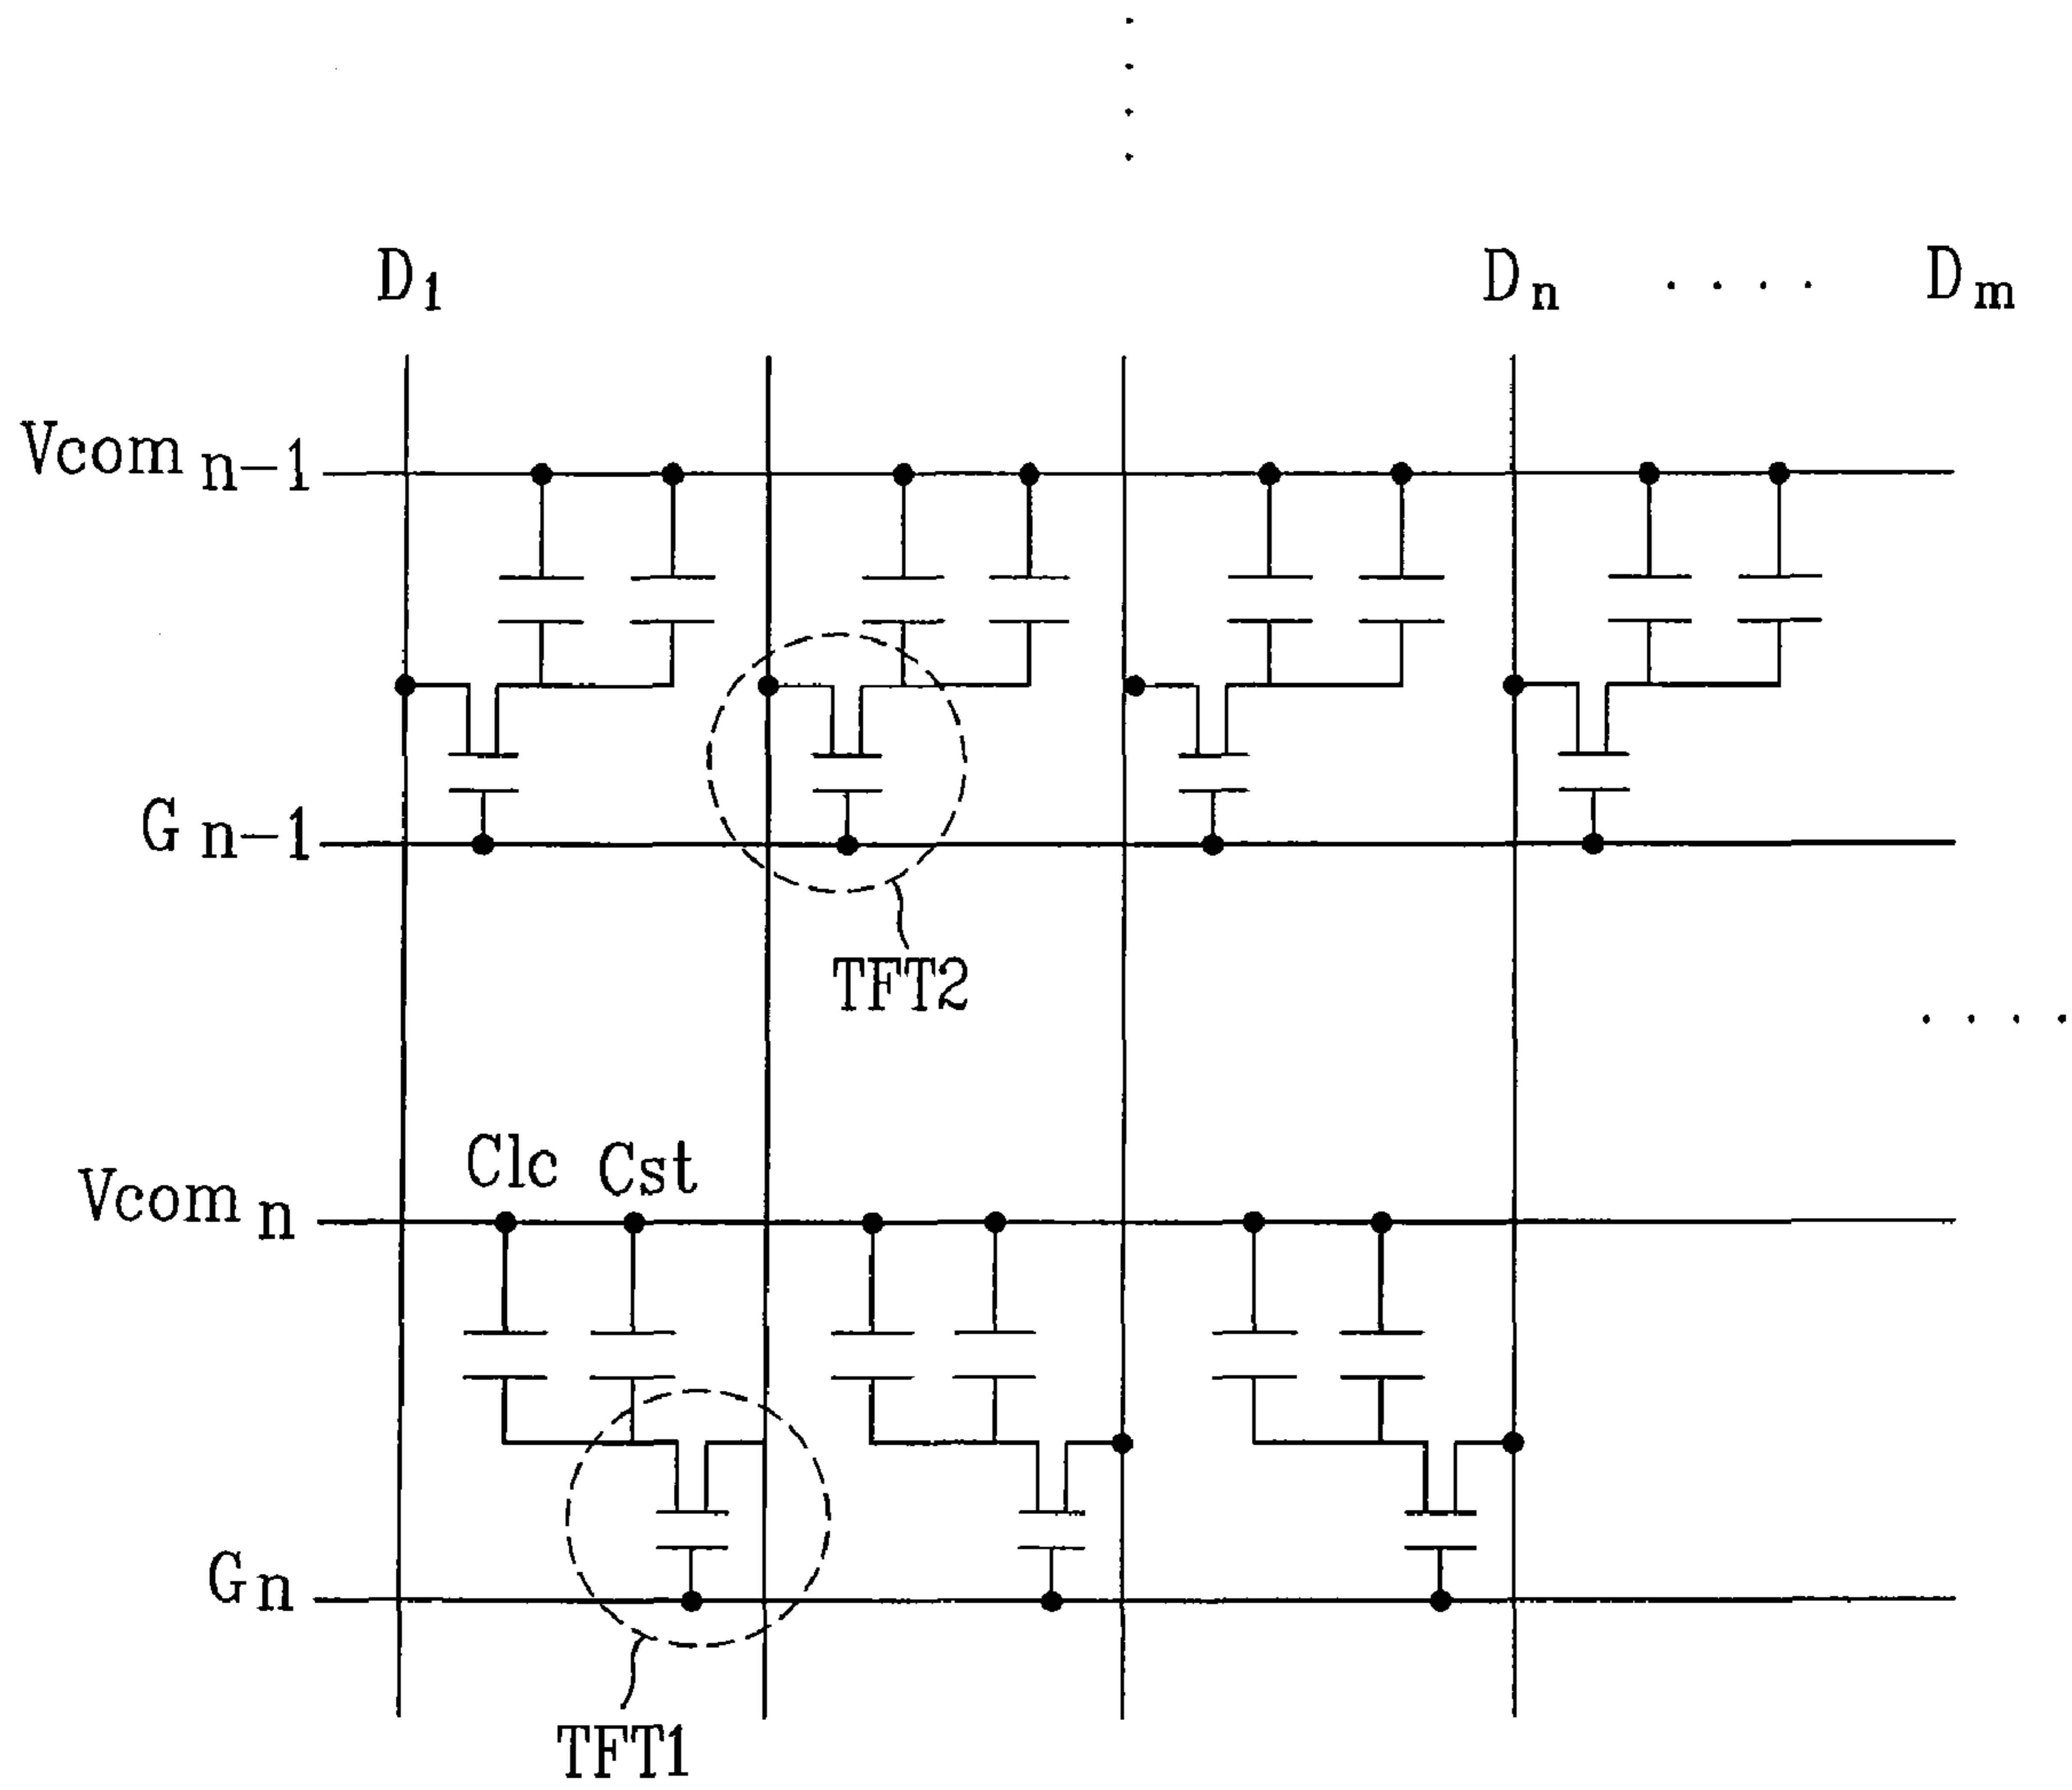 D1 Dn . . . . Dm
Vcom n-1
G n-1
TFT2
. . . .
Clc Cst
Vcom n
Gn
TFT1